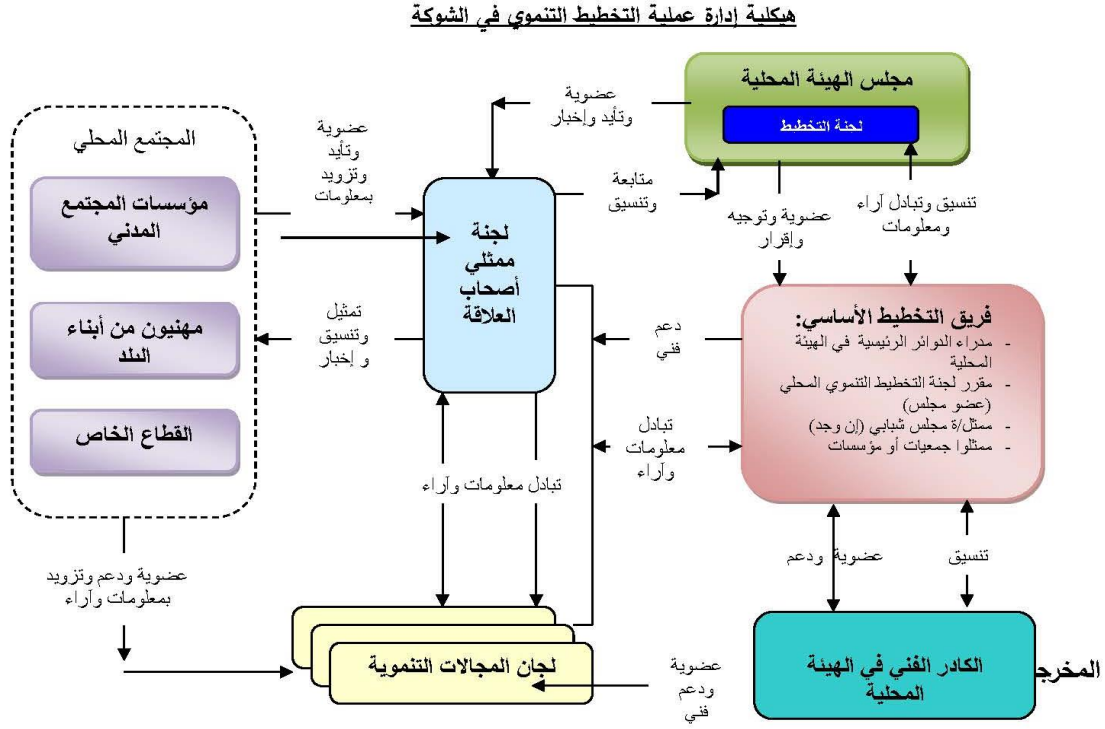 هيكلية إدارة عملية التخطيط التنموي في الشوكة
مجلس الهيئة المحلية
لجنة التخطيط
عضوية
وتأيد وإخبار
المجتمع المحلي
مؤسسات المجتمع
المدني
مهنيون من أبناء
البلد
القطاع الخاص
عضوية
وتأيد
وتزويد
بمعلومات
متابعة
وتنسيق
عضوية وتوجيه
وإقرار
تنسيق وتبادل آراء
ومعلومات
لجنة
ممثلي
أصحاب
العلاقة
تمثيل
وتنسيق
و إخبار
دعم
فني
فريق التخطيط الأساسي:
- مدراء الدوائر الرئيسية في الهيئة
المحلية
- مقرر لجنة التخطيط التنموي المحلي
(عضو مجلس)
- ممثل/ة مجلس شبابي (إن وجد)
- ممثلوا جمعيات أو مؤسسات
تبادل
معلومات
وآراء
تبادل معلومات وآراء
عضوية ودعم
تنسيق
عضوية ودعم وتزويد
بمعلومات وآراء
لجان المجالات التنموية
عضوية
ودعم
فني
الكادر الفني في الهيئة
المحلية
المخرج